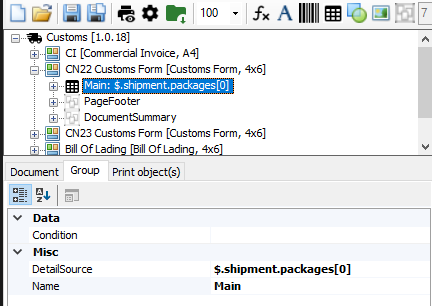 100
fx A
7
Customs [1.0.18]
CI [Commercial Invoice, A4]
CN22 Customs Form [Customs Form, 4x6]
Main: $.shipment.packages[0]
PageFooter
DocumentSummary
CN23 Customs Form [Customs Form, 4x6]
Bill Of Lading [Bill Of Lading, 4x6]
Document Group Print object(s)
A
Z
Data
Condition
Misc
DetailSource $.shipment.packages[0]
Name Main